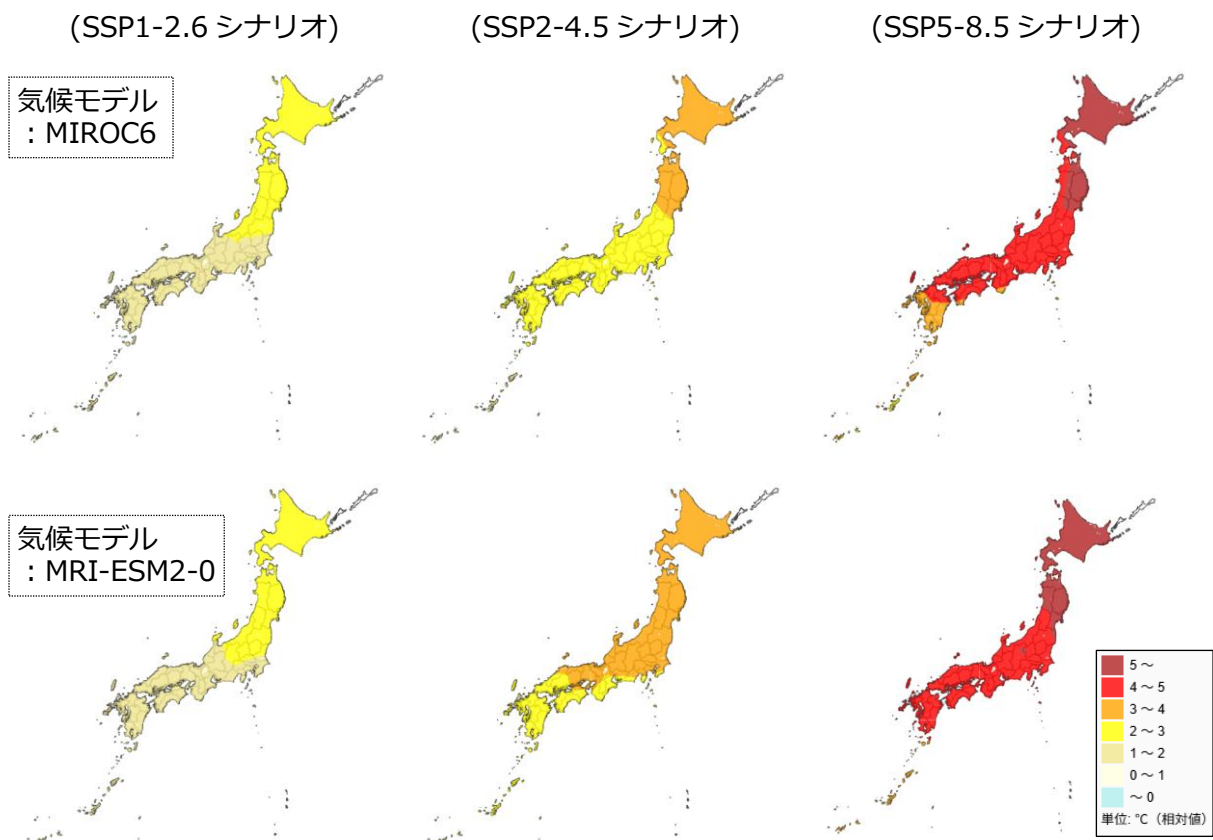 (SSP1-2.6 シナリオ)
(SSP2-4.5 シナリオ)
(SSP5-8.5 シナリオ)
気候モデル
：MIROC6
気候モデル
：MRI-ESM2-0
5～
4～5
3～4
2～3
1～2
0～1
～0
単位: ℃（相対値）